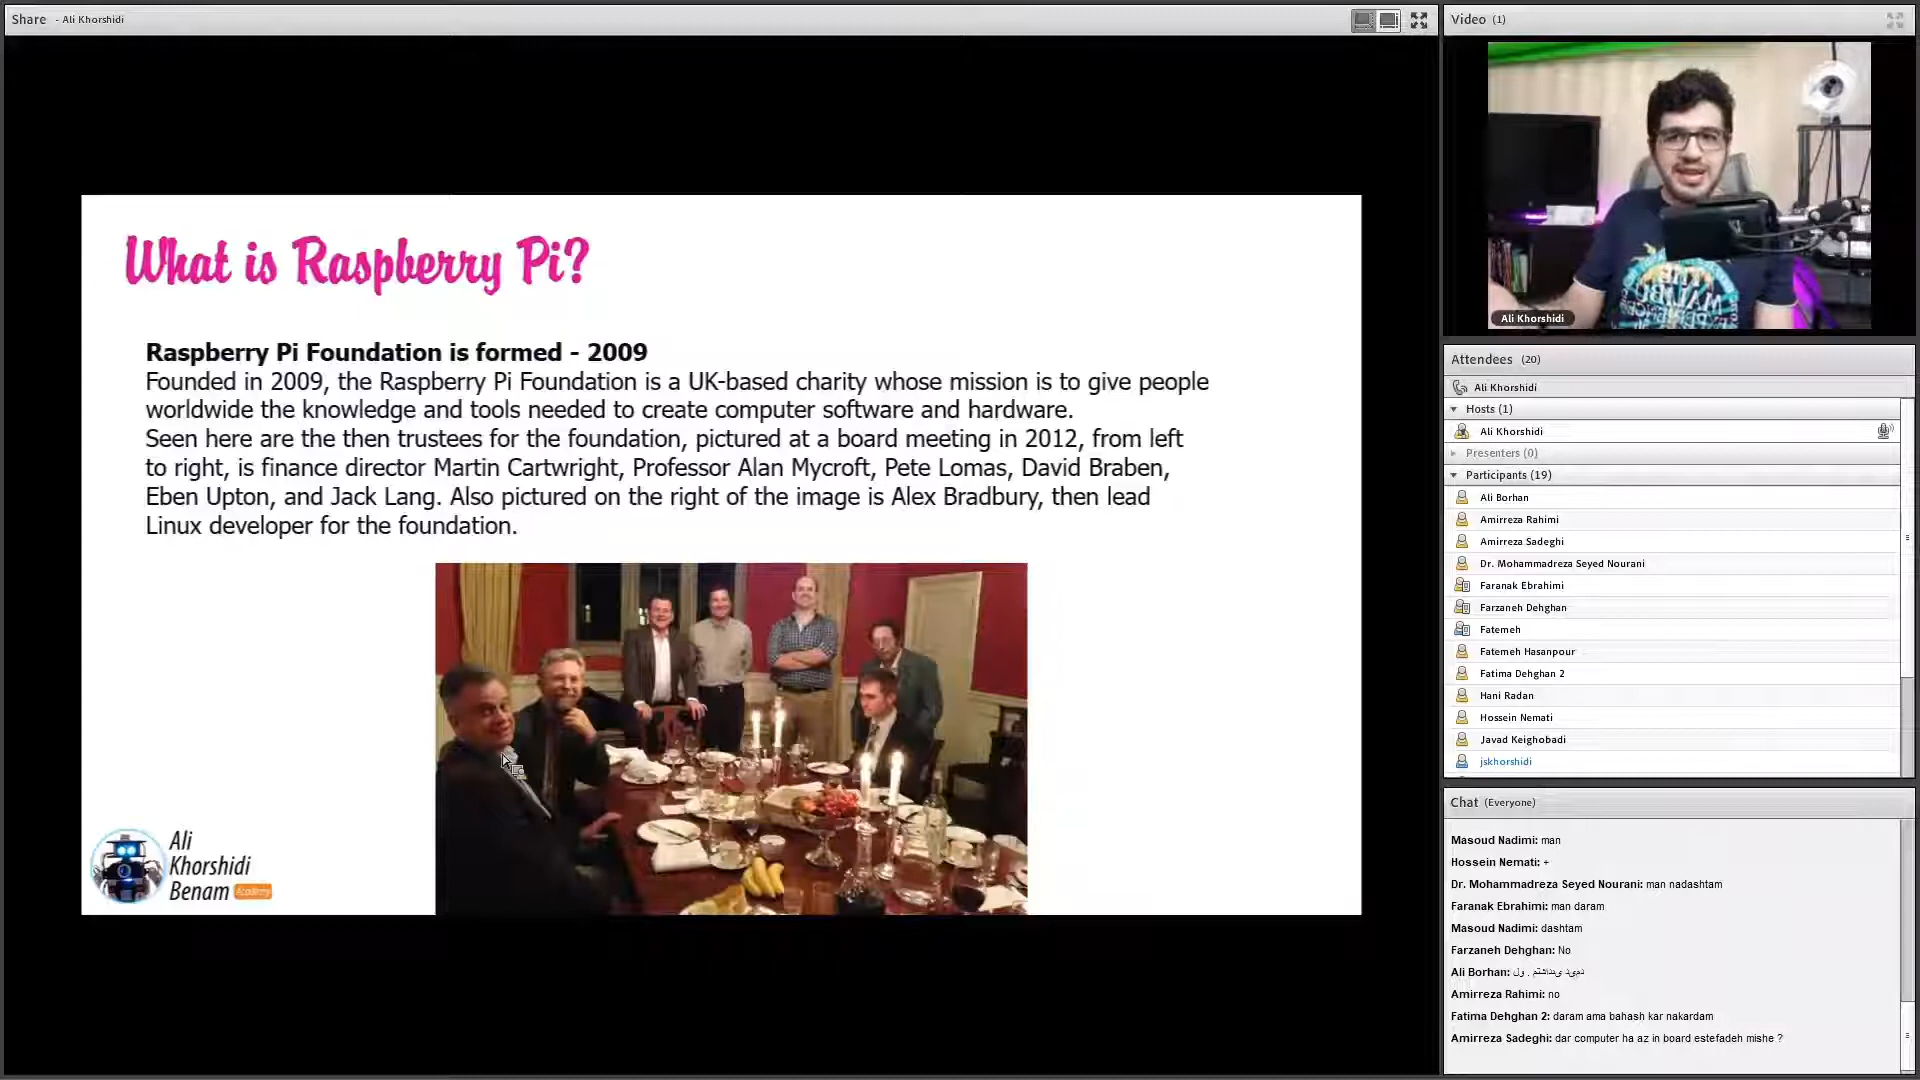 Share - Ali Khorshidi
What is Raspberry Pi?
Raspberry Pi Foundation is formed - 2009
Founded in 2009, the Raspberry Pi Foundation is a UK-based charity whose mission is to give people
worldwide the knowledge and tools needed to create computer software and hardware.
Seen here are the then trustees for the foundation, pictured at a board meeting in 2012, from left
to right, is finance director Martin Cartwright, Professor Alan Mycroft, Pete Lomas, David Braben,
Eben Upton, and Jack Lang. Also pictured on the right of the image is Alex Bradbury, then lead
Linux developer for the foundation.
Ali
Khorshidi
Benam Academy
Video (1)
Ali Khorshidi
Attendees (20)
Ali Khorshidi
Hosts (1)
Ali Khorshidi
Presenters (0)
Participants (19)
Ali Borhan
Amirreza Rahimi
Amirreza Sadeghi
Dr. Mohammadreza Seyed Nourani
Faranak Ebrahimi
Farzaneh Dehghan
Fatemeh
Fatemeh Hasanpour
Fatima Dehghan 2
Hani Radan
Hossein Nemati
Javad Keighobadi
jskhorshidi
Chat (Everyone)
Masoud Nadimi: man
Hossein Nemati: +
Dr. Mohammadreza Seyed Nourani: man nadashtam
Faranak Ebrahimi: man daram
Masoud Nadimi: dashtam
Farzaneh Dehghan: No
Ali Borhan:
Amirreza Rahimi: no
Fatima Dehghan 2: daram ama bahash kar nakardam
Amirreza Sadeghi: dar computer ha az in board estefadeh mishe ?